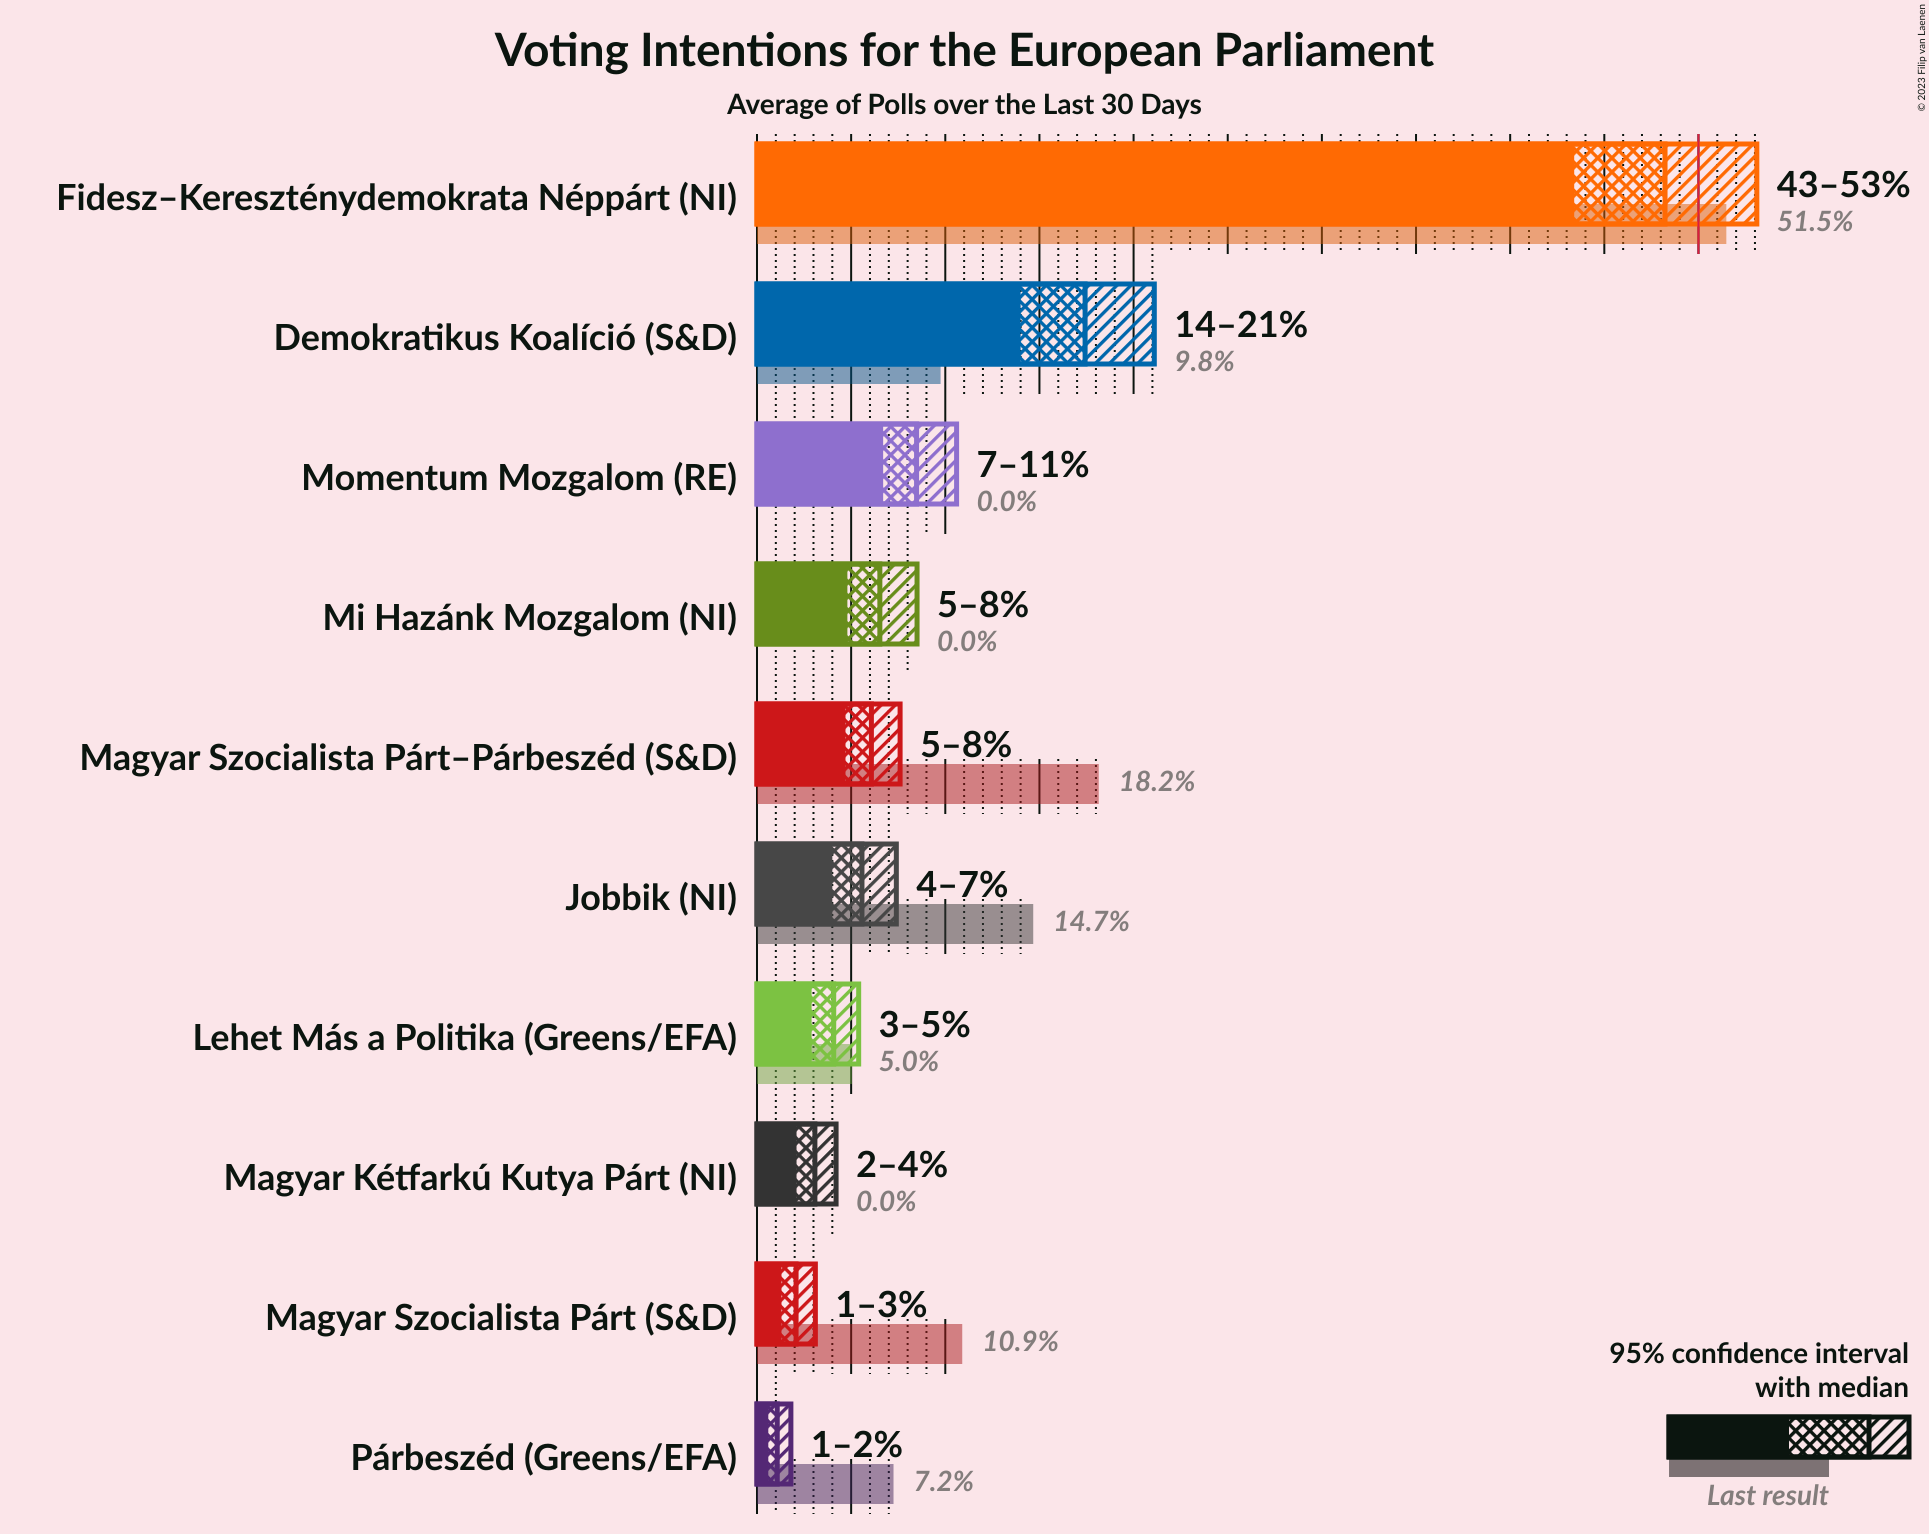 Voting Intentions for the European Parliament
Average of Polls over the Last 30 Days
© 2023 Filip van Laenen
Fidesz–Kereszténydemokrata Néppárt (NI)
43–53%
51.5%
Demokratikus Koalíció (S&D)
14–21%
9.8%
Momentum Mozgalom (RE)
7–11%
0.0%
Mi Hazánk Mozgalom (NI)
5–8%
0.0%
Magyar Szocialista Párt–Párbeszéd (S&D)
5–8%
18.2%
Jobbik (NI)
4–7%
14.7%
Lehet Más a Politika (Greens/EFA)
3–5%
5.0%
Magyar Kétfarkú Kutya Párt (NI)
2–4%
0.0%
Magyar Szocialista Párt (S&D)
1–3%
10.9%
Párbeszéd (Greens/EFA)
1–2%
7.2%
95% confidence interval
with median
Last result